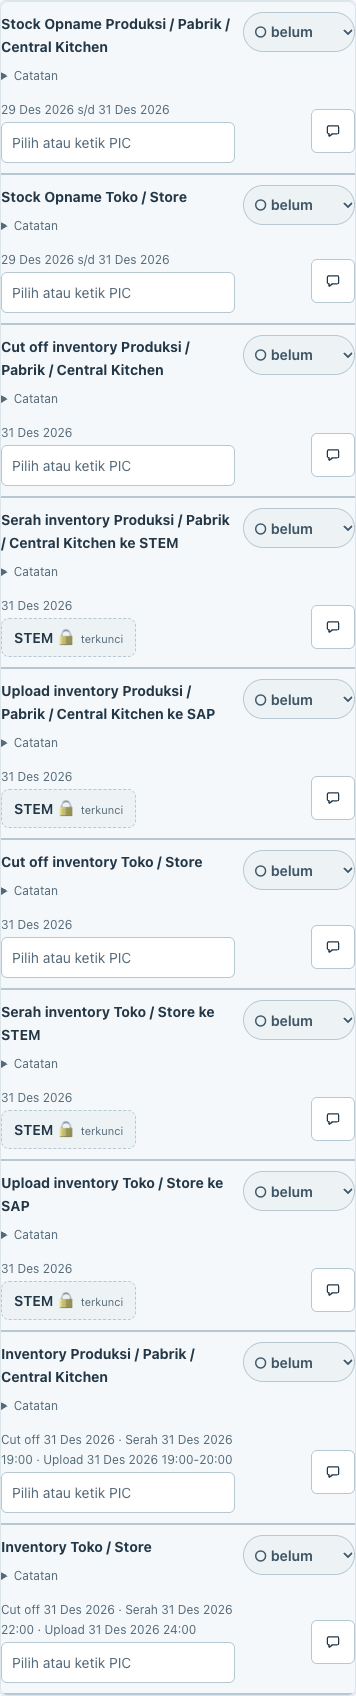 Stock Opname Produksi / Pabrik /
Central Kitchen
belum
Catatan
29 Des 2026 s/d 31 Des 2026
Pilih atau ketik PIC
Stock Opname Toko / Store
belum
Catatan
29 Des 2026 s/d 31 Des 2026
Pilih atau ketik PIC
Cut off inventory Produksi /
Pabrik / Central Kitchen
belum
Catatan
31 Des 2026
Pilih atau ketik PIC
Serah inventory Produksi / Pabrik
/ Central Kitchen ke STEM
belum
Catatan
31 Des 2026
STEM 🔒 terkunci
Upload inventory Produksi /
Pabrik / Central Kitchen ke SAP
belum
Catatan
31 Des 2026
STEM 🔒 terkunci
Cut off inventory Toko / Store
belum
Catatan
31 Des 2026
Pilih atau ketik PIC
Serah inventory Toko / Store ke
STEM
belum
Catatan
31 Des 2026
STEM 🔒 terkunci
Upload inventory Toko / Store ke
SAP
belum
Catatan
31 Des 2026
STEM 🔒 terkunci
Inventory Produksi / Pabrik /
Central Kitchen
belum
Catatan
Cut off 31 Des 2026 · Serah 31 Des 2026
19:00 · Upload 31 Des 2026 19:00-20:00
Pilih atau ketik PIC
Inventory Toko / Store
belum
Catatan
Cut off 31 Des 2026 · Serah 31 Des 2026
22:00 · Upload 31 Des 2026 24:00
Pilih atau ketik PIC